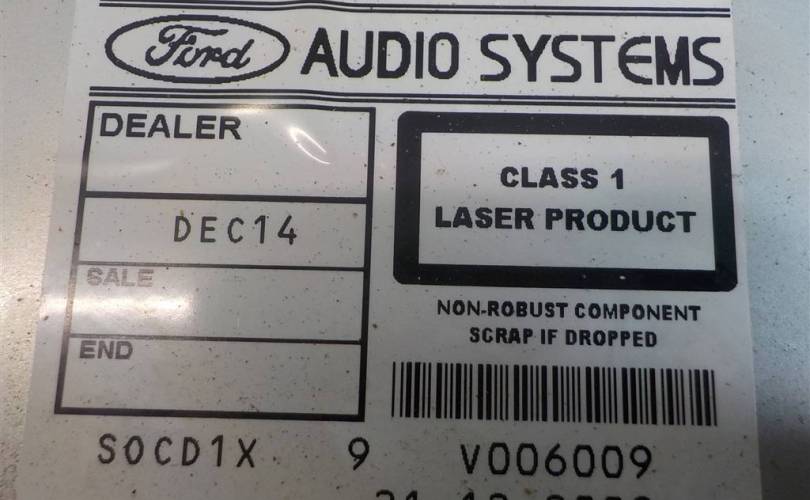 Ford AUDIO SYSTEMS
DEALER
DEC14
SALE
END
CLASS 1
LASER PRODUCT
NON-ROBUST COMPONENT
SCRAP IF DROPPED
SOCD1X 9 V006009